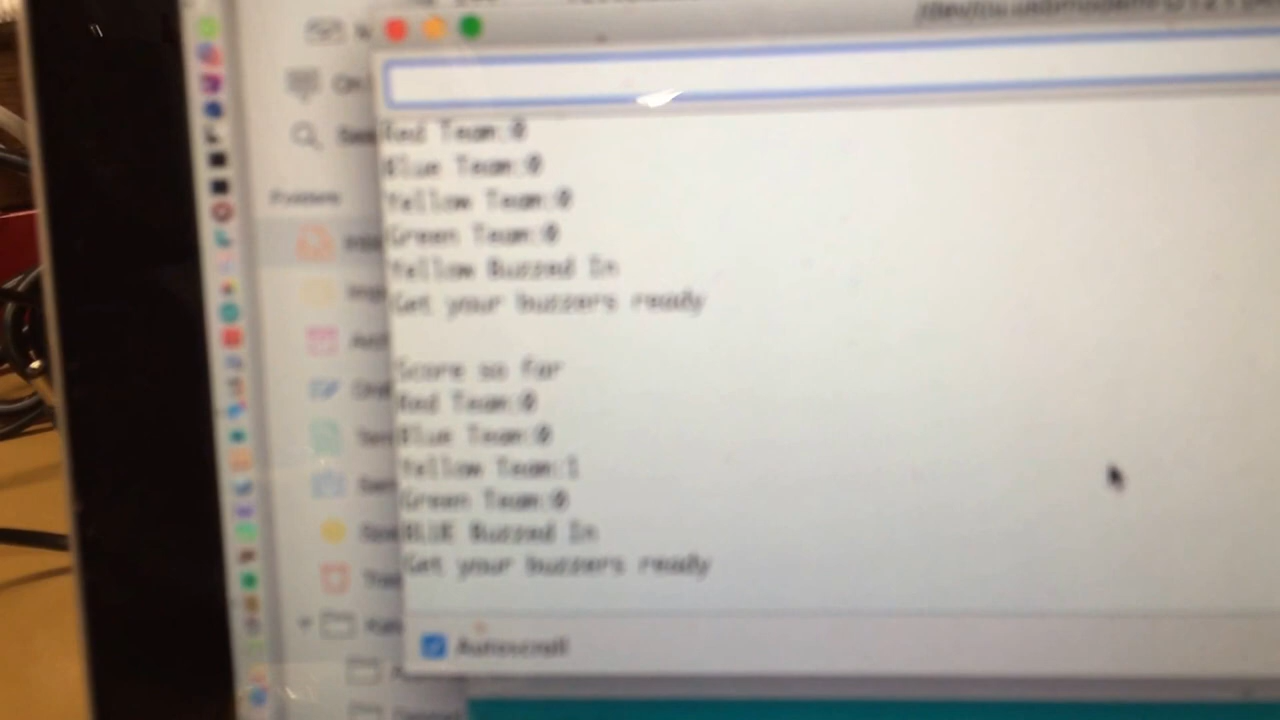 Red Team:0
Blue Team:0
Yellow Team:0
Green Team:0
Yellow Buzzed In
Get your buzzers ready
Score so far
Red Team:0
Blue Team:0
Yellow Team:1
Green Team:0
BLUE Buzzed In
Get your buzzers ready
Autoscroll
Folders